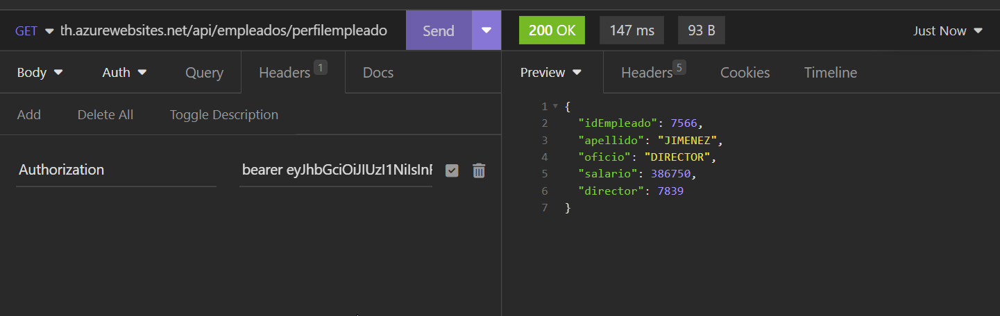 GET th.azurewebsites.net/api/empleados/perfilempleado Send 200 OK 147 ms 93 B Just Now
Body Auth Query Headers 1 Docs
Preview Headers 5 Cookies Timeline
Add Delete All Toggle Description
Authorization bearer eyJhbGciOiJIUzI1NiIsInR
1 {
2 "idEmpleado": 7566,
3 "apellido": "JIMENEZ",
4 "oficio": "DIRECTOR",
5 "salario": 386750,
6 "director": 7839
7 }